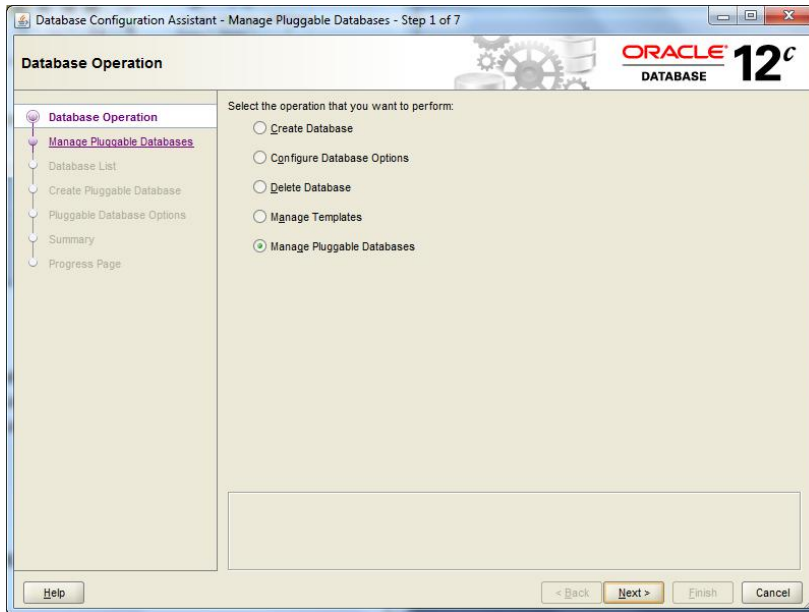 Database Configuration Assistant - Manage Pluggable Databases - Step 1 of 7
Database Operation
ORACLE
DATABASE
12c
Database Operation
Manage Pluggable Databases
Database List
Create Pluggable Database
Pluggable Database Options
Summary
Progress Page
Select the operation that you want to perform:
Create Database
Configure Database Options
Delete Database
Manage Templates
Manage Pluggable Databases
Help
< Back
Next >
Finish
Cancel